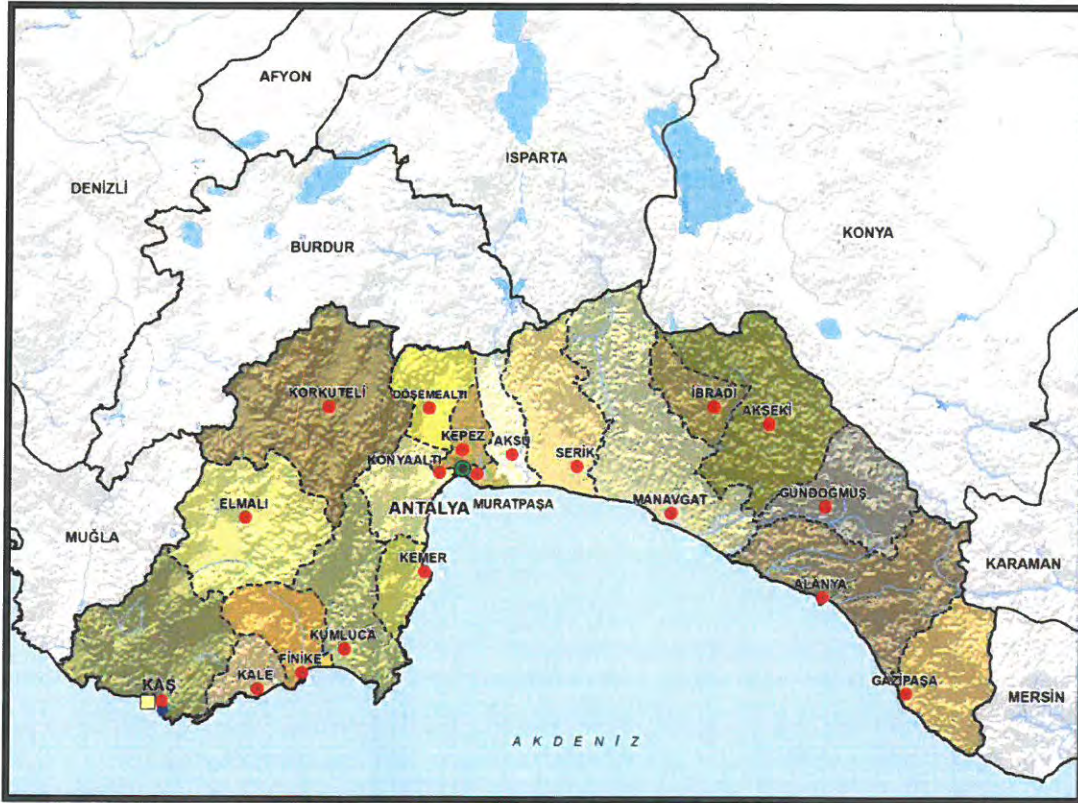 AFYON
ISPARTA
DENİZLİ
KONYA
BURDUR
KORKUTELİ
DÖŞEMEALTI
İBRADİ
AKSEKİ
KEPEZ
AKSU
SERİK
KONYAALTI
ELMALI
ANTALYA
MURATPAŞA
MANAVGAT
GÜNDOĞMUŞ
MUĞLA
KEMER
KARAMAN
ALANYA
KUMLUCA
FİNİKE
KALE
KAŞ
GAZİPAŞA
MERSİN
AKDENİZ